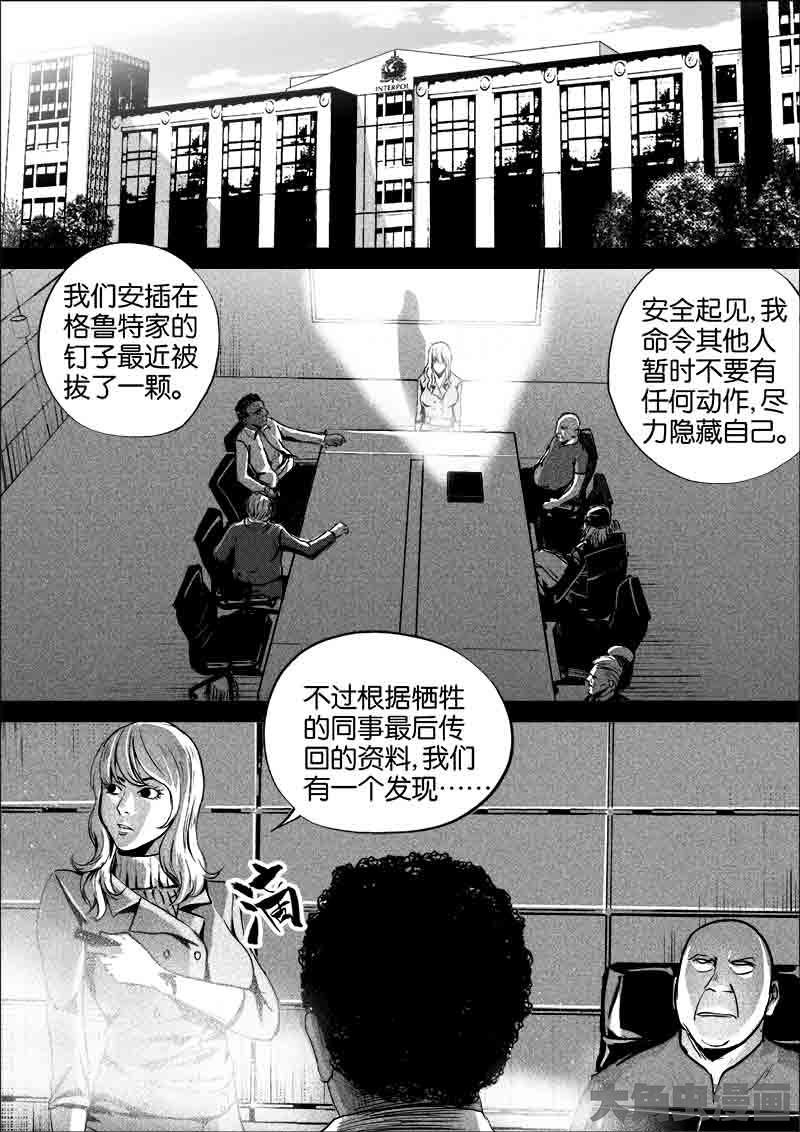 INTERPOL
我们安插在
格鲁特家的
钉子最近被
拔了一颗。
安全起见,我
命令其他人
暂时不要有
任何动作,尽
力隐藏自己。
不过根据牺牲
的同事最后传
回的资料,我们
有一个发现……
滴
大角虫漫画